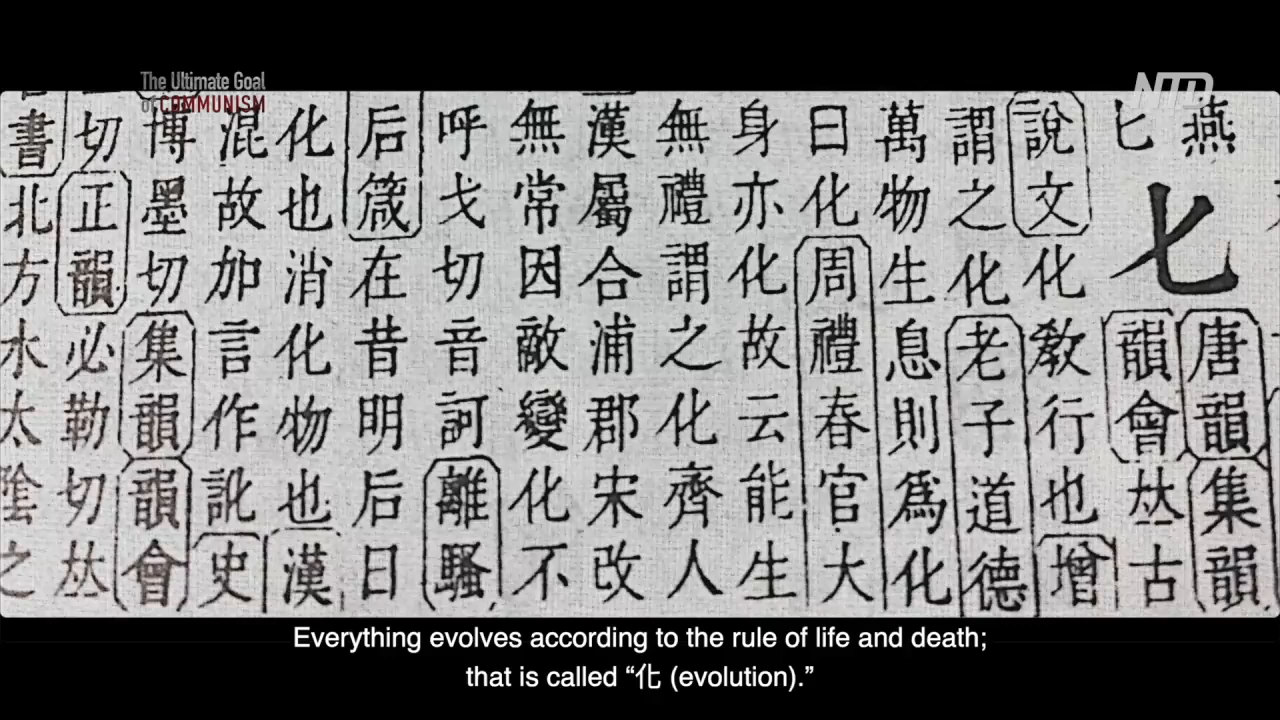 The Ultimate Goal
of COMMUNISM
NTD
燕
匕
𠤎
唐韻集韻
韻會𠀤古
說文化教行也增
謂之化老子道德
萬物生息則爲化
曰化周禮春官大
身亦化故云能生
無禮謂之化齊人
漢屬合浦郡宋改
無常因敵變化不
呼戈切音訶離騷
后箴在昔明后日
化也消化物也漢
混故加言作訛史
博墨切集韻韻會
切正韻必勒切𠀤
書北方水太陰之
Everything evolves according to the rule of life and death;
that is called “化 (evolution).”